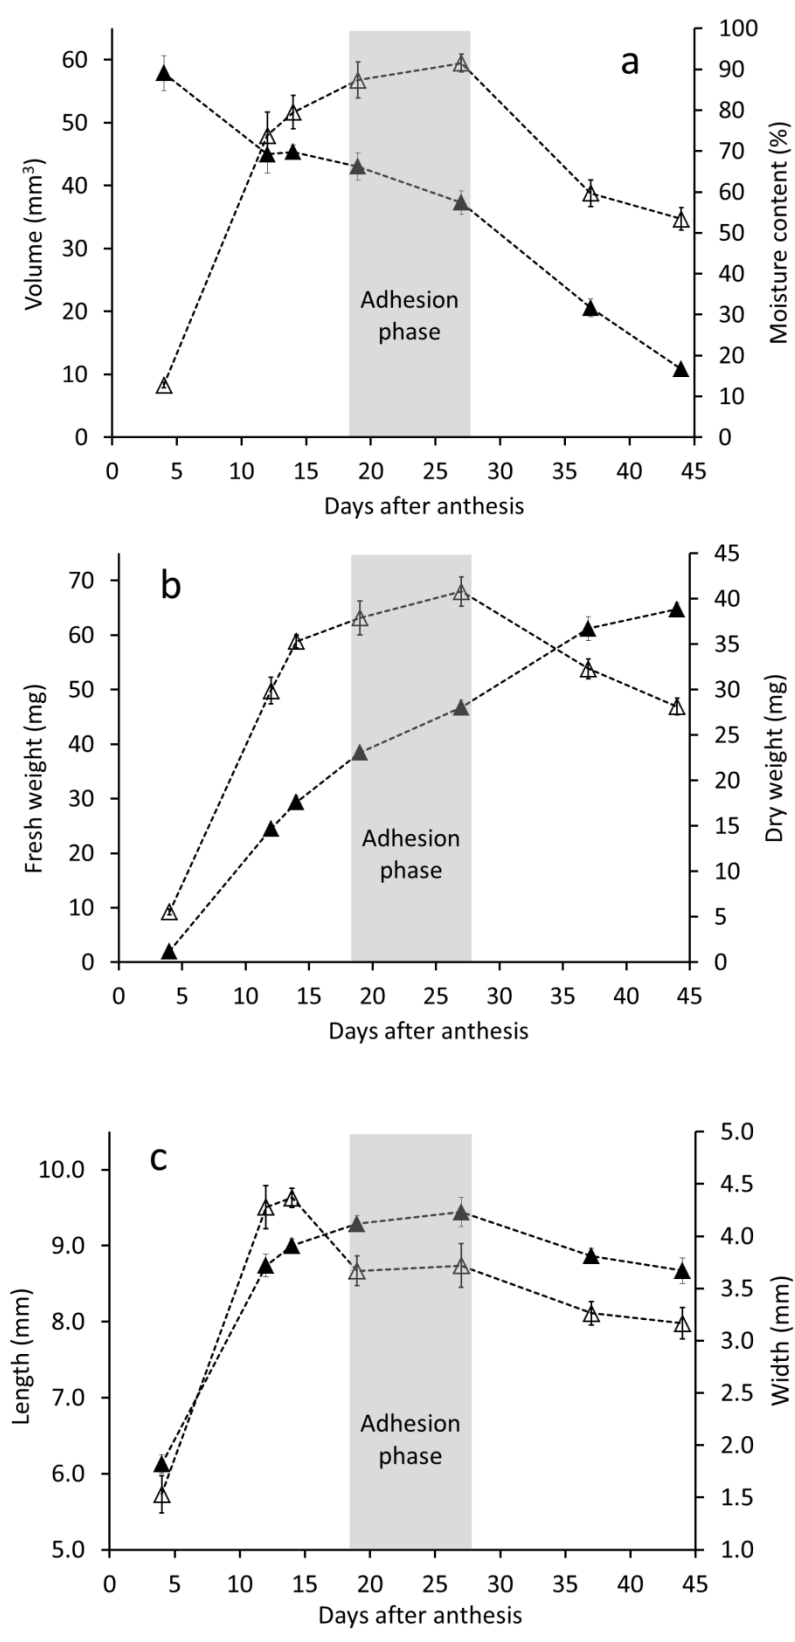 a
60
50
40
30
20
10
0
Volume (mm³)
100
90
80
70
60
50
40
30
20
10
0
Moisture content (%)
Adhesion
phase
0 5 10 15 20 25 30 35 40 45
Days after anthesis
b
70
60
50
40
30
20
10
0
Fresh weight (mg)
45
40
35
30
25
20
15
10
5
0
Dry weight (mg)
Adhesion
phase
0 5 10 15 20 25 30 35 40 45
Days after anthesis
c
10.0
9.0
8.0
7.0
6.0
5.0
Length (mm)
5.0
4.5
4.0
3.5
3.0
2.5
2.0
1.5
1.0
Width (mm)
Adhesion
phase
0 5 10 15 20 25 30 35 40 45
Days after anthesis